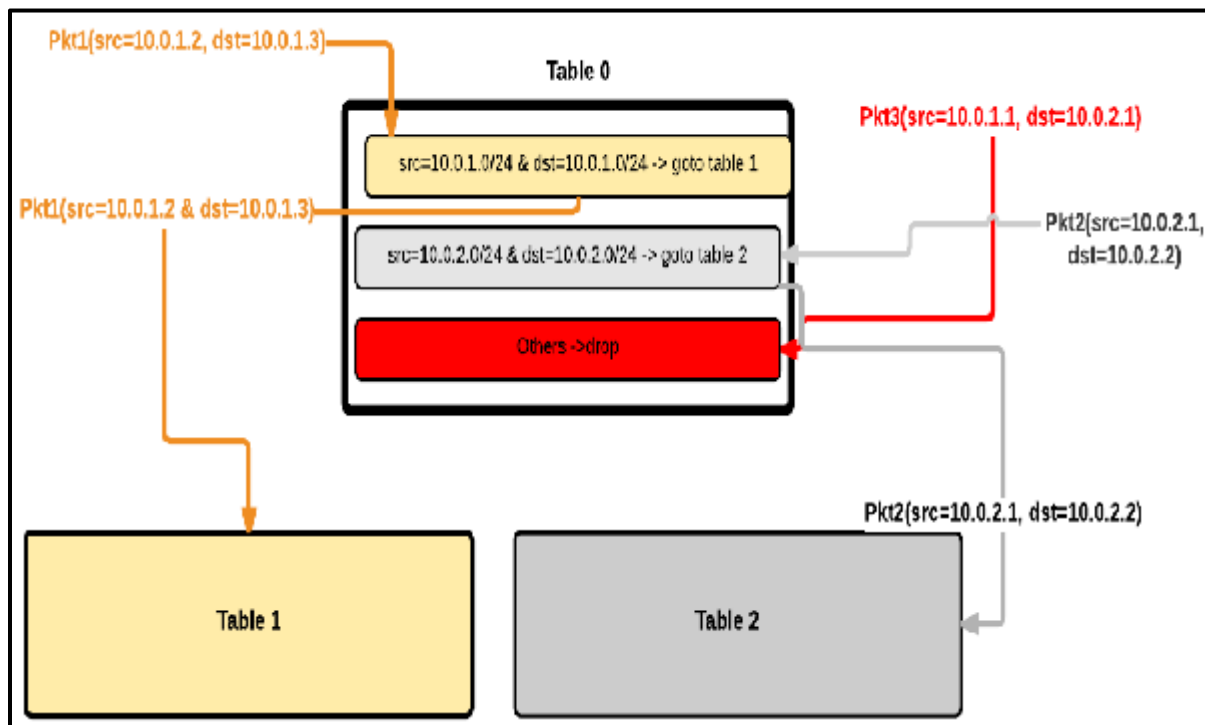 Pkt1(src=10.0.1.2, dst=10.0.1.3)
Table 0
Pkt3(src=10.0.1.1, dst=10.0.2.1)
src=10.0.1.0/24 & dst=10.0.1.0/24 -> goto table 1
Pkt1(src=10.0.1.2 & dst=10.0.1.3)
src=10.0.2.0/24 & dst=10.0.2.0/24 -> goto table 2
Pkt2(src=10.0.2.1,
dst=10.0.2.2)
Others ->drop
Pkt2(src=10.0.2.1, dst=10.0.2.2)
Table 1
Table 2